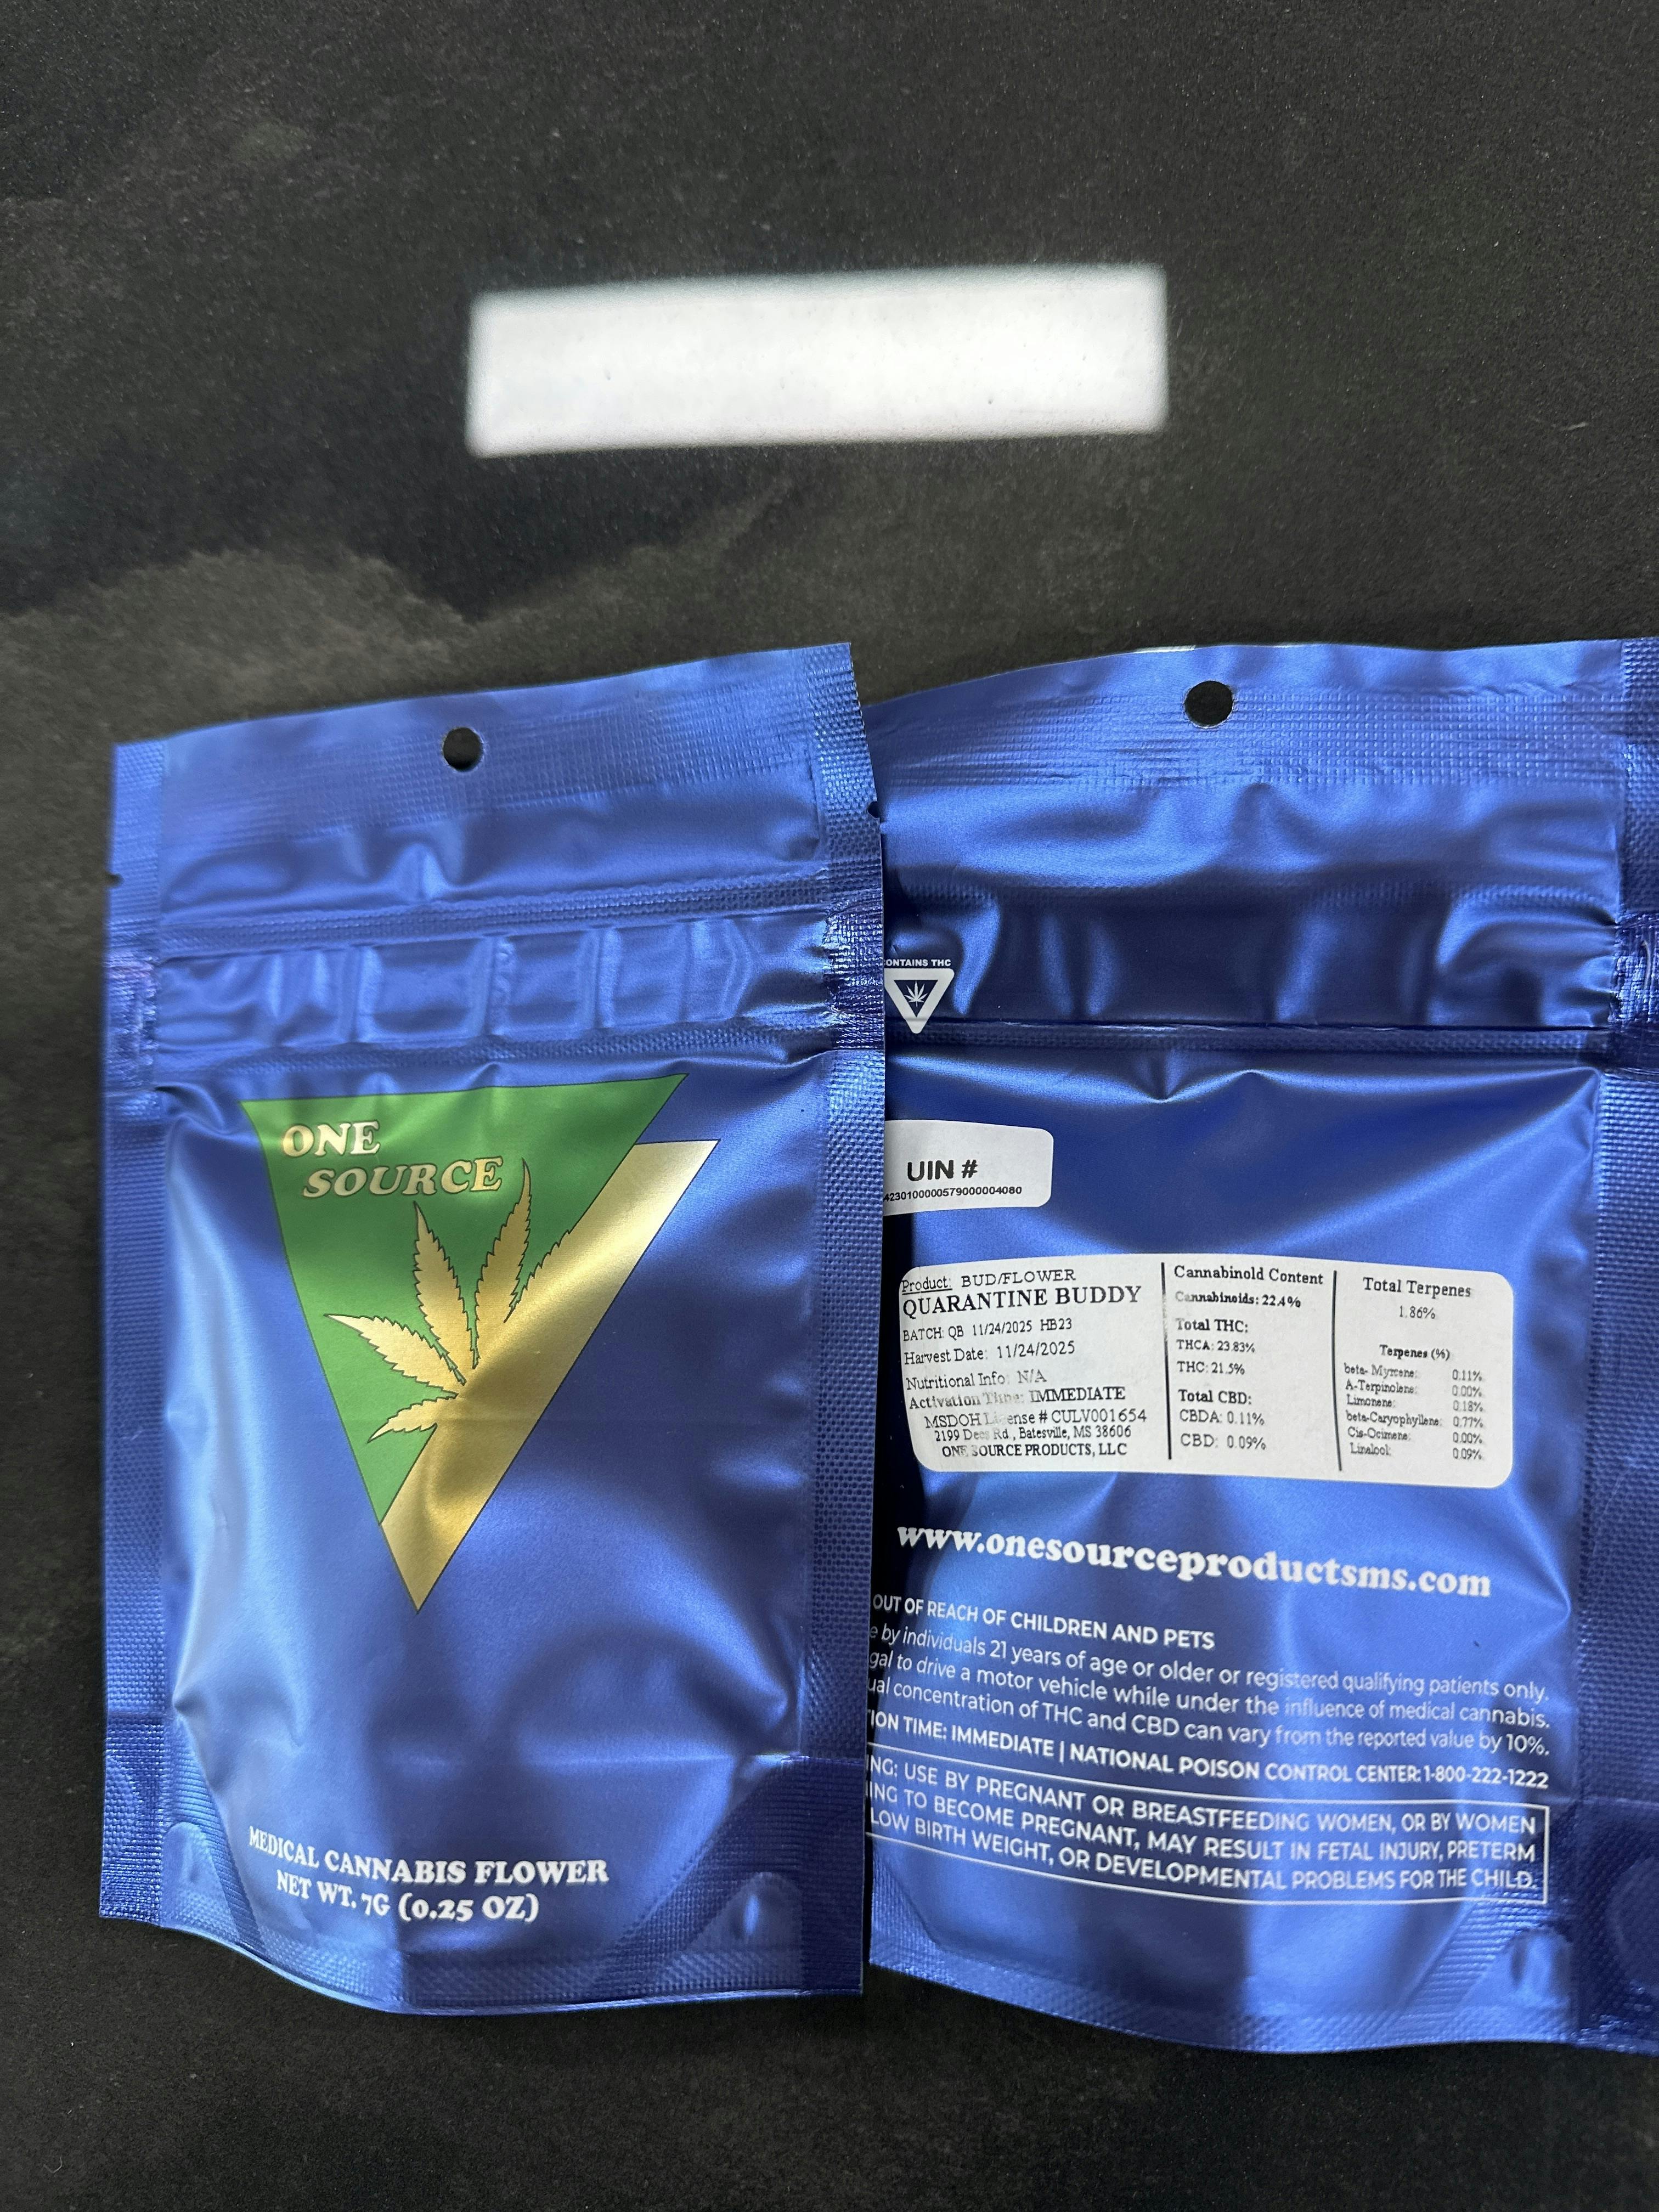 ONE
SOURCE
MEDICAL CANNABIS FLOWER
NET WT. 7G (0.25 OZ)
ONTAINS THC
UIN #
4230100000579000004080
Product: BUD/FLOWER
QUARANTINE BUDDY
BATCH: QB 11/24/2025 HB23
Harvest Date: 11/24/2025
Nutritional Info: N/A
Activation Time: IMMEDIATE
MSDOH License # CULV001654
2199 Rd., Batesville, MS 38606
ONE SOURCE PRODUCTS, LLC
Cannabinoid Content
Cannabinoids: 22.4%
Total THC:
THCA: 23.83%
THC: 21.5%
Total CBD:
CBDA: 0.11%
CBD: 0.09%
Total Terpenes
1.86%
Terpenes (%)
beta- Myrcene: 0.11%
A-Terpinolene: 0.00%
Limonene: 0.18%
beta-Caryophyllene: 0.77%
Cis-Ocimene: 0.00%
Linalool: 0.09%
www.onesourceproductsms.com
OUT OF REACH OF CHILDREN AND PETS
e by individuals 21 years of age or older or registered qualifying patients only.
gal to drive a motor vehicle while under the influence of medical cannabis.
ual concentration of THC and CBD can vary from the reported value by 10%.
ION TIME: IMMEDIATE | NATIONAL POISON CONTROL CENTER: 1-800-222-1222
NG: USE BY PREGNANT OR BREASTFEEDING WOMEN, OR BY WOMEN
ING TO BECOME PREGNANT, MAY RESULT IN FETAL INJURY, PRETERM
LOW BIRTH WEIGHT, OR DEVELOPMENTAL PROBLEMS FOR THE CHILD.